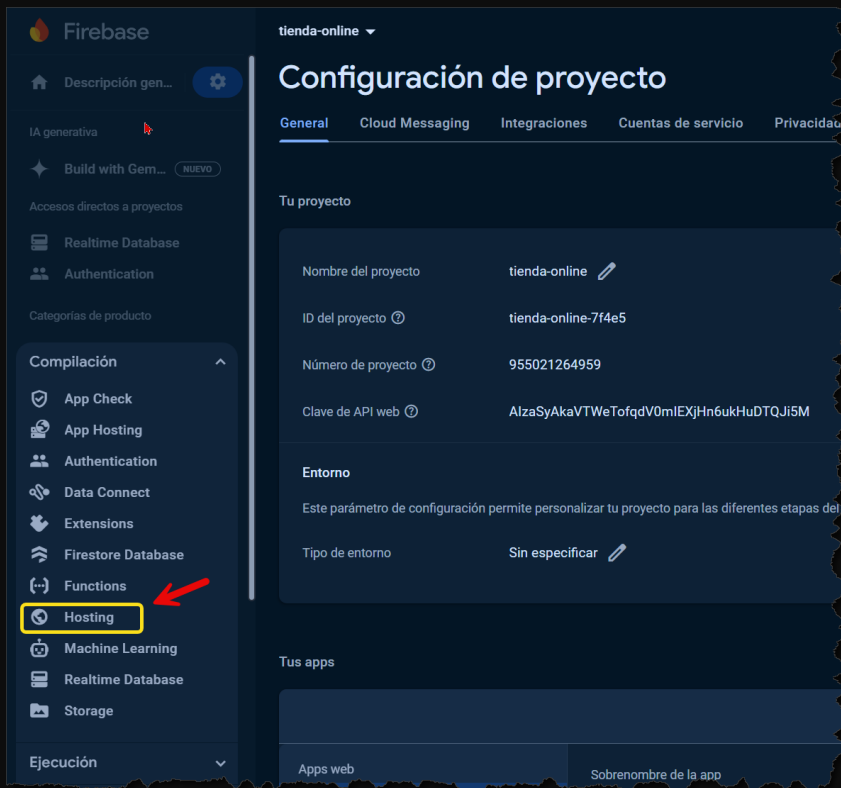 Firebase
Descripción gen...
IA generativa
Build with Gem... NUEVO
Accesos directos a proyectos
Realtime Database
Authentication
Categorías de producto
Compilación
App Check
App Hosting
Authentication
Data Connect
Extensions
Firestore Database
Functions
Hosting
Machine Learning
Realtime Database
Storage
Ejecución
tienda-online
Configuración de proyecto
General Cloud Messaging Integraciones Cuentas de servicio Privacidad
Tu proyecto
Nombre del proyecto tienda-online
ID del proyecto tienda-online-7f4e5
Número de proyecto 955021264959
Clave de API web AIzaSyAkaVTWeTofqdV0mIEXjHn6ukHuDTQJi5M
Entorno
Este parámetro de configuración permite personalizar tu proyecto para las diferentes etapas del
Tipo de entorno Sin especificar
Tus apps
Apps web
Sobrenombre de la app